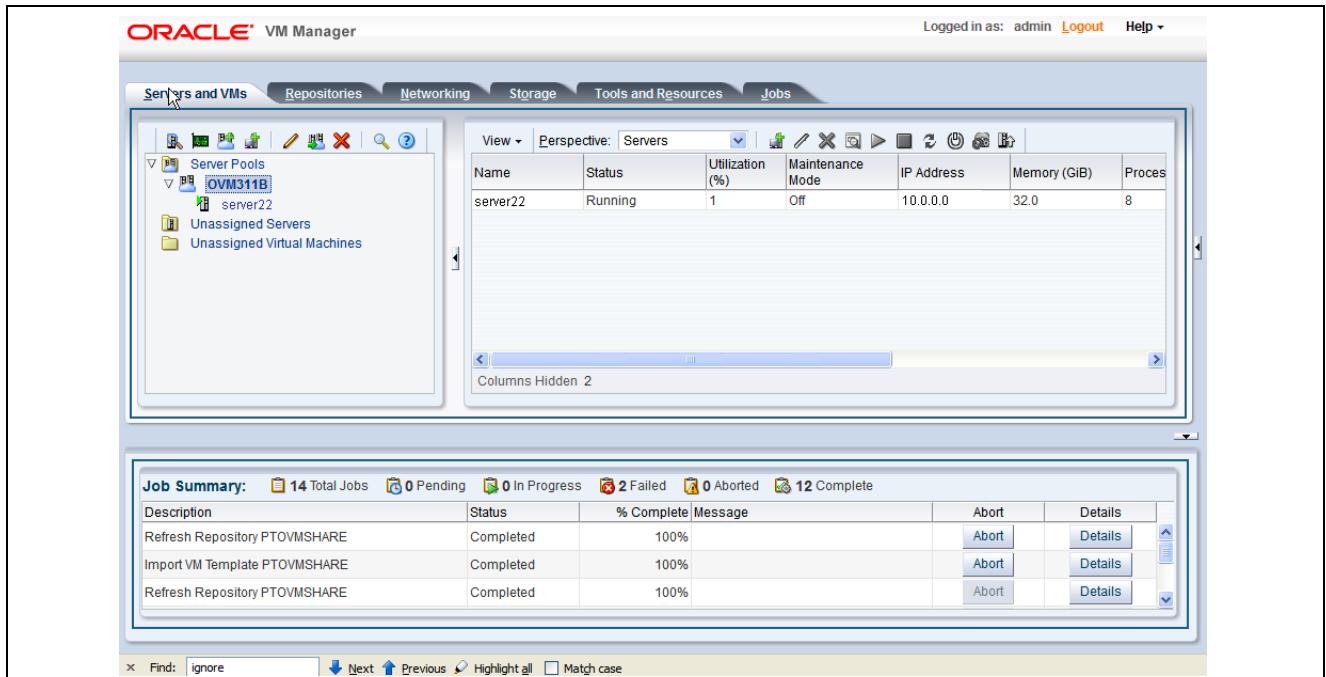 ORACLE VM Manager
Logged in as: admin Logout Help
Servers and VMs Repositories Networking Storage Tools and Resources Jobs
Server Pools
OVM311B
server22
Unassigned Servers
Unassigned Virtual Machines
View Perspective: Servers
Name Status Utilization (%) Maintenance Mode IP Address Memory (GiB) Proces
server22 Running 1 Off 10.0.0.0 32.0 8
Columns Hidden 2
Job Summary: 14 Total Jobs 0 Pending 0 In Progress 2 Failed 0 Aborted 12 Complete
Description Status % Complete Message Abort Details
Refresh Repository PTOVMSHARE Completed 100% Abort Details
Import VM Template PTOVMSHARE Completed 100% Abort Details
Refresh Repository PTOVMSHARE Completed 100% Abort Details
× Find: ignore Next Previous Highlight all Match case